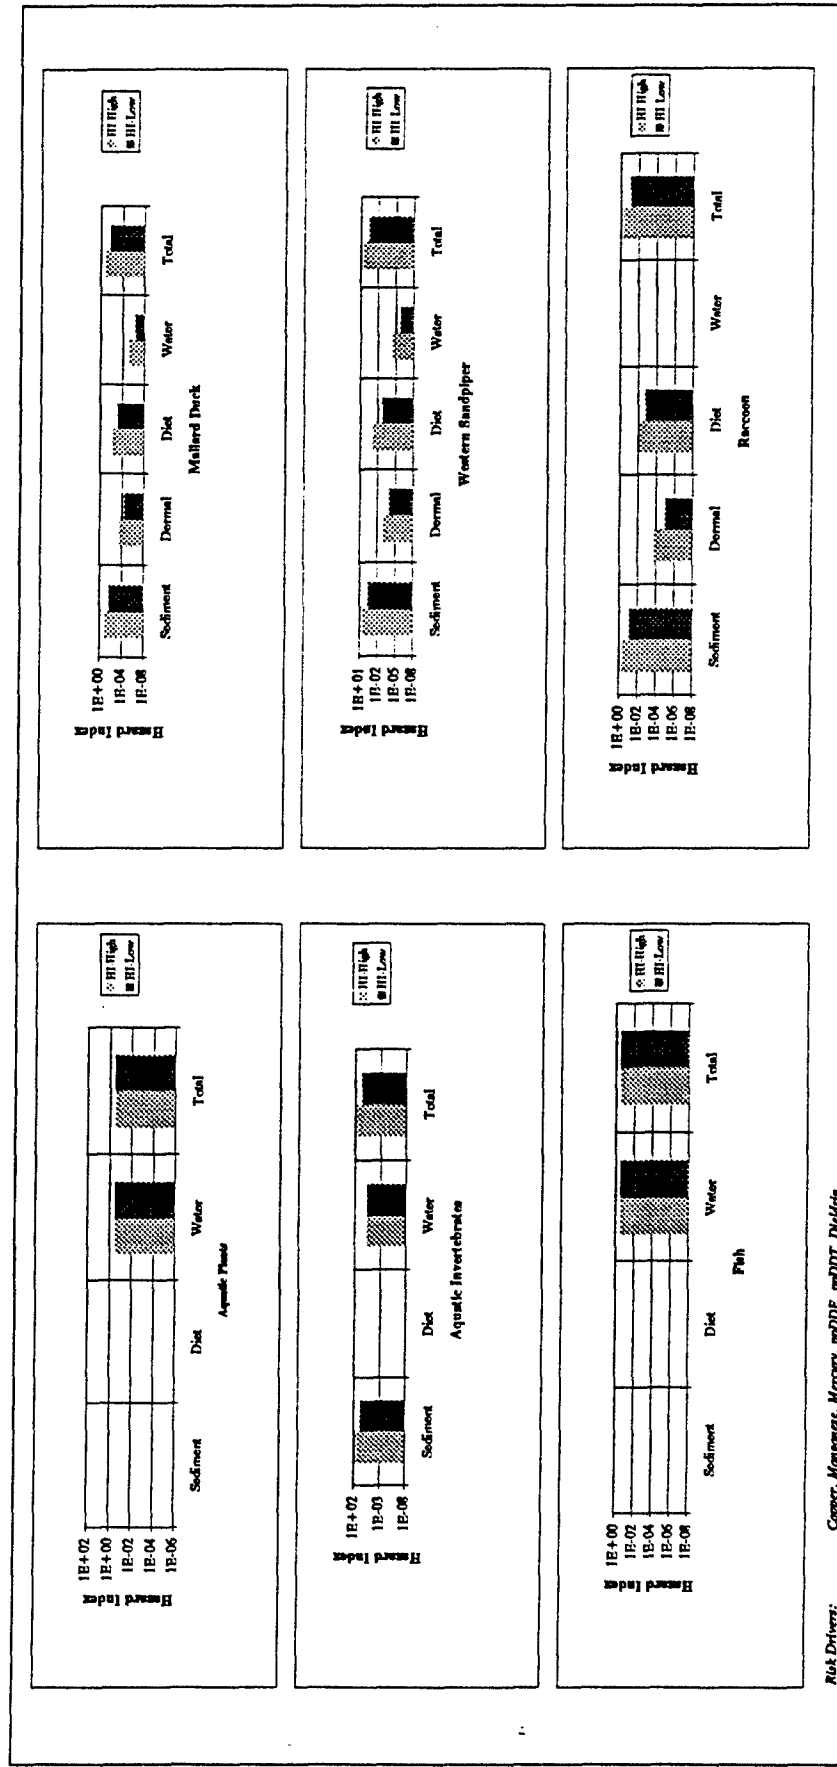 1E+02
1E+00
1E-02
1E-04
1E-06
Hazard Index
Sediment
Diet
Water
Total
Aquatic Plants
HI-High
HI-Low
1E+02
1E-03
1E-08
Hazard Index
Sediment
Diet
Water
Total
Aquatic Invertebrates
HI-High
HI-Low
1E+00
1E-02
1E-04
1E-06
1E-08
Hazard Index
Sediment
Diet
Water
Total
Fish
HI-High
HI-Low
1E+00
1E-04
1E-08
Hazard Index
Sediment
Dermal
Diet
Water
Total
Mallard Duck
HI High
HI-Low
1E+01
1E-02
1E-05
1E-08
Hazard Index
Sediment
Dermal
Diet
Water
Total
Western Sandpiper
HI-High
HI-Low
1E+00
1E-02
1E-04
1E-06
1E-08
Hazard Index
Sediment
Dermal
Diet
Water
Total
Raccoon
HI-High
HI Low
Risk Drivers: Copper, Manganese, Mercury, ppDDE, ppDDT, Dieldrin